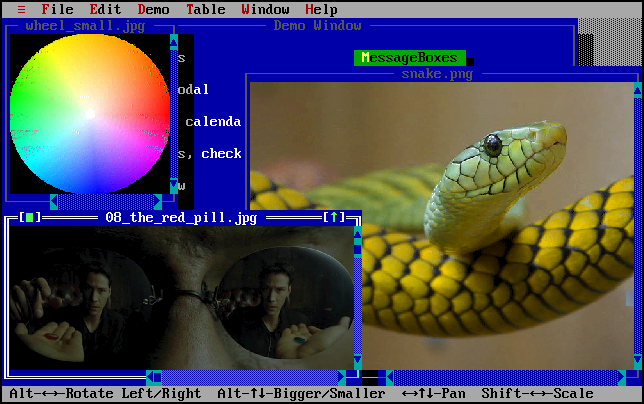 ≡ File Edit Demo Table Window Help
wheel_small.jpg
Demo Window
s
MessageBoxes
snake.png
odal
calenda
s, check
w
[■] 08_the_red_pill.jpg [↑]
Alt-↔-Rotate Left/Right Alt-↑↓-Bigger/Smaller ↔↑↓-Pan Shift-↔-Scale